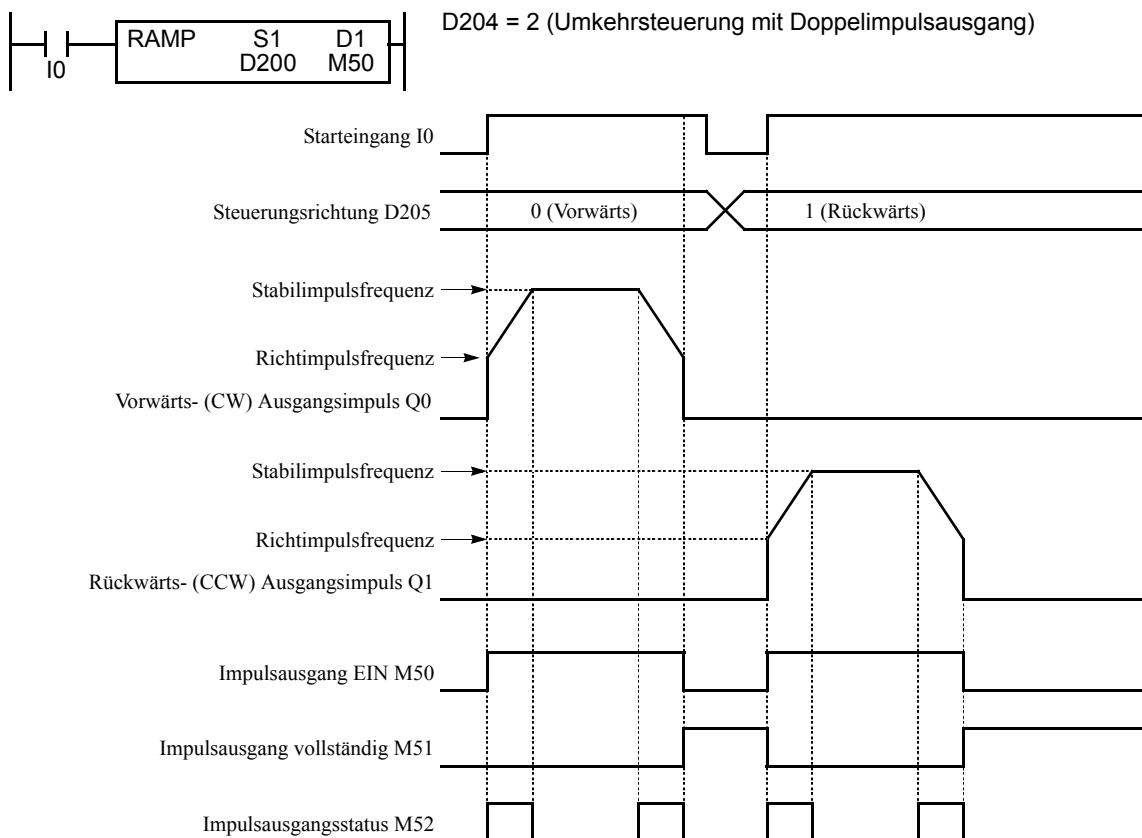 D204 = 2 (Umkehrsteuerung mit Doppelimpulsausgang)
RAMP S1 D1
D200 M50
I0
Starteingang I0
Steuerungsrichtung D205 0 (Vorwärts) 1 (Rückwärts)
Stabilimpulsfrequenz
Richtimpulsfrequenz
Vorwärts- (CW) Ausgangsimpuls Q0
Stabilimpulsfrequenz
Richtimpulsfrequenz
Rückwärts- (CCW) Ausgangsimpuls Q1
Impulsausgang EIN M50
Impulsausgang vollständig M51
Impulsausgangsstatus M52